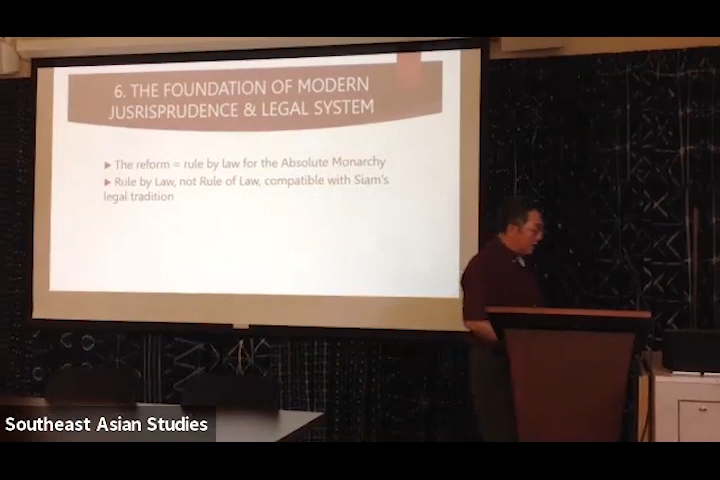 6. THE FOUNDATION OF MODERN
JUSRISPRUDENCE & LEGAL SYSTEM
The reform = rule by law for the Absolute Monarchy
Rule by Law, not Rule of Law, compatible with Siam's
legal tradition
Southeast Asian Studies